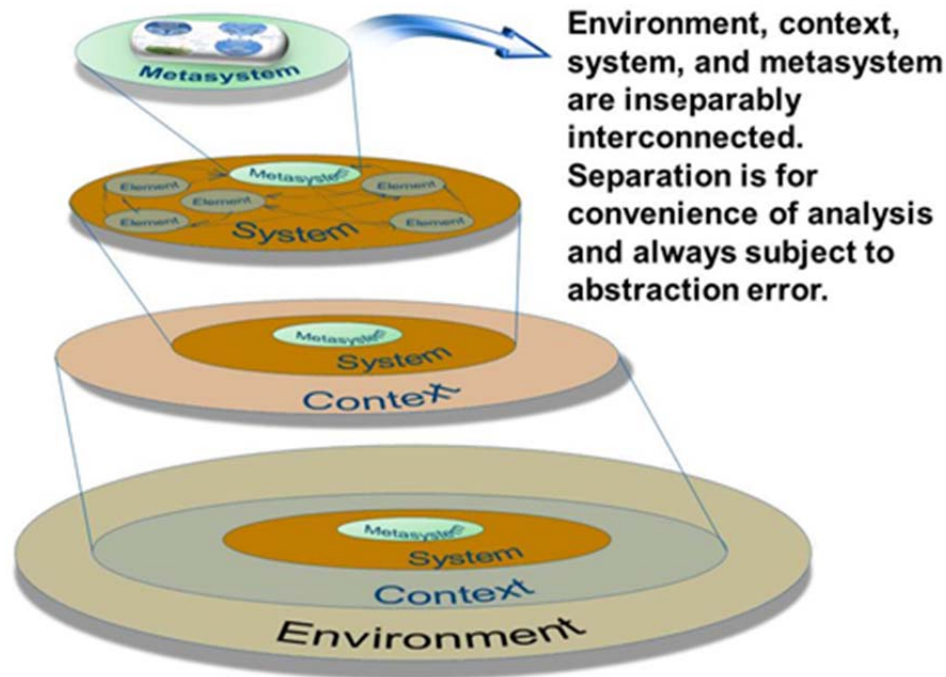 Environment, context,
system, and metasystem
are inseparably
interconnected.
Separation is for
convenience of analysis
and always subject to
abstraction error.
Metasystem
Metasystem
Element
Element
Element
Element
Element
System
Metasystem
System
Context
Metasystem
System
Context
Environment